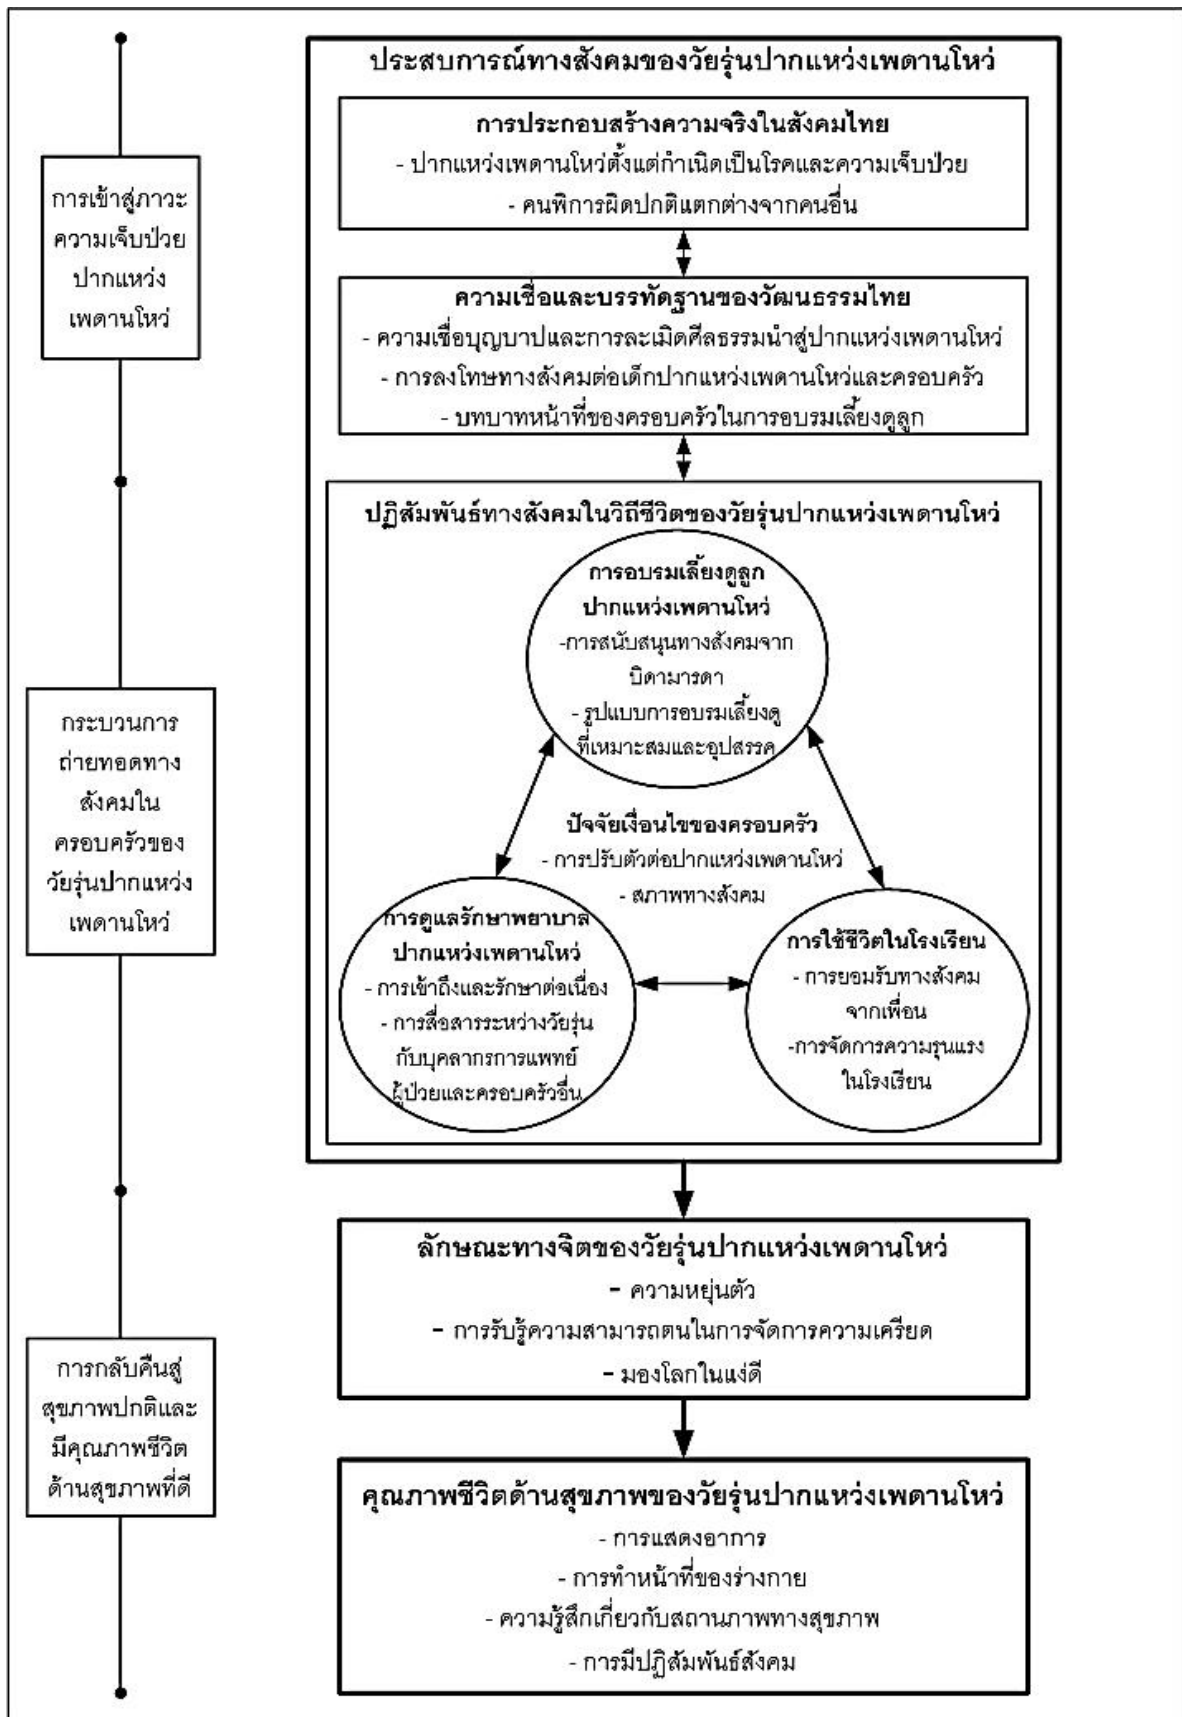 การเข้าสู่ภาวะ
ความเจ็บป่วย
ปากแหว่ง
เพดานโหว่
กระบวนการ
ถ่ายทอดทาง
สังคมใน
ครอบครัวของ
วัยรุ่นปากแหว่ง
เพดานโหว่
การกลับคืนสู่
สุขภาพปกติและ
มีคุณภาพชีวิต
ด้านสุขภาพที่ดี
ประสบการณ์ทางสังคมของวัยรุ่นปากแหว่งเพดานโหว่
การประกอบสร้างความจริงในสังคมไทย
- ปากแหว่งเพดานโหว่ตั้งแต่กำเนิดเป็นโรคและความเจ็บป่วย
- คนพิการผิดปกติแตกต่างจากคนอื่น
ความเชื่อและบรรทัดฐานของวัฒนธรรมไทย
- ความเชื่อบุญบาปและการละเมิดศีลธรรมนำสู่ปากแหว่งเพดานโหว่
- การลงโทษทางสังคมต่อเด็กปากแหว่งเพดานโหว่และครอบครัว
- บทบาทหน้าที่ของครอบครัวในการอบรมเลี้ยงดูลูก
ปฏิสัมพันธ์ทางสังคมในวิถีชีวิตของวัยรุ่นปากแหว่งเพดานโหว่
การอบรมเลี้ยงดูลูก
ปากแหว่งเพดานโหว่
-การสนับสนุนทางสังคมจาก
บิดามารดา
- รูปแบบการอบรมเลี้ยงดู
ที่เหมาะสมและอุปสรรค
ปัจจัยเงื่อนไขของครอบครัว
- การปรับตัวต่อปากแหว่งเพดานโหว่
- สภาพทางสังคม
การดูแลรักษาพยาบาล
ปากแหว่งเพดานโหว่
- การเข้าถึงและรักษาต่อเนื่อง
- การสื่อสารระหว่างวัยรุ่น
กับบุคลากรการแพทย์
ผู้ป่วยและครอบครัวอื่น
การใช้ชีวิตในโรงเรียน
- การยอมรับทางสังคม
จากเพื่อน
-การจัดการความรุนแรง
ในโรงเรียน
ลักษณะทางจิตของวัยรุ่นปากแหว่งเพดานโหว่
- ความหยุ่นตัว
- การรับรู้ความสามารถตนในการจัดการความเครียด
- มองโลกในแง่ดี
คุณภาพชีวิตด้านสุขภาพของวัยรุ่นปากแหว่งเพดานโหว่
- การแสดงอาการ
- การทำหน้าที่ของร่างกาย
- ความรู้สึกเกี่ยวกับสถานภาพทางสุขภาพ
- การมีปฏิสัมพันธ์สังคม